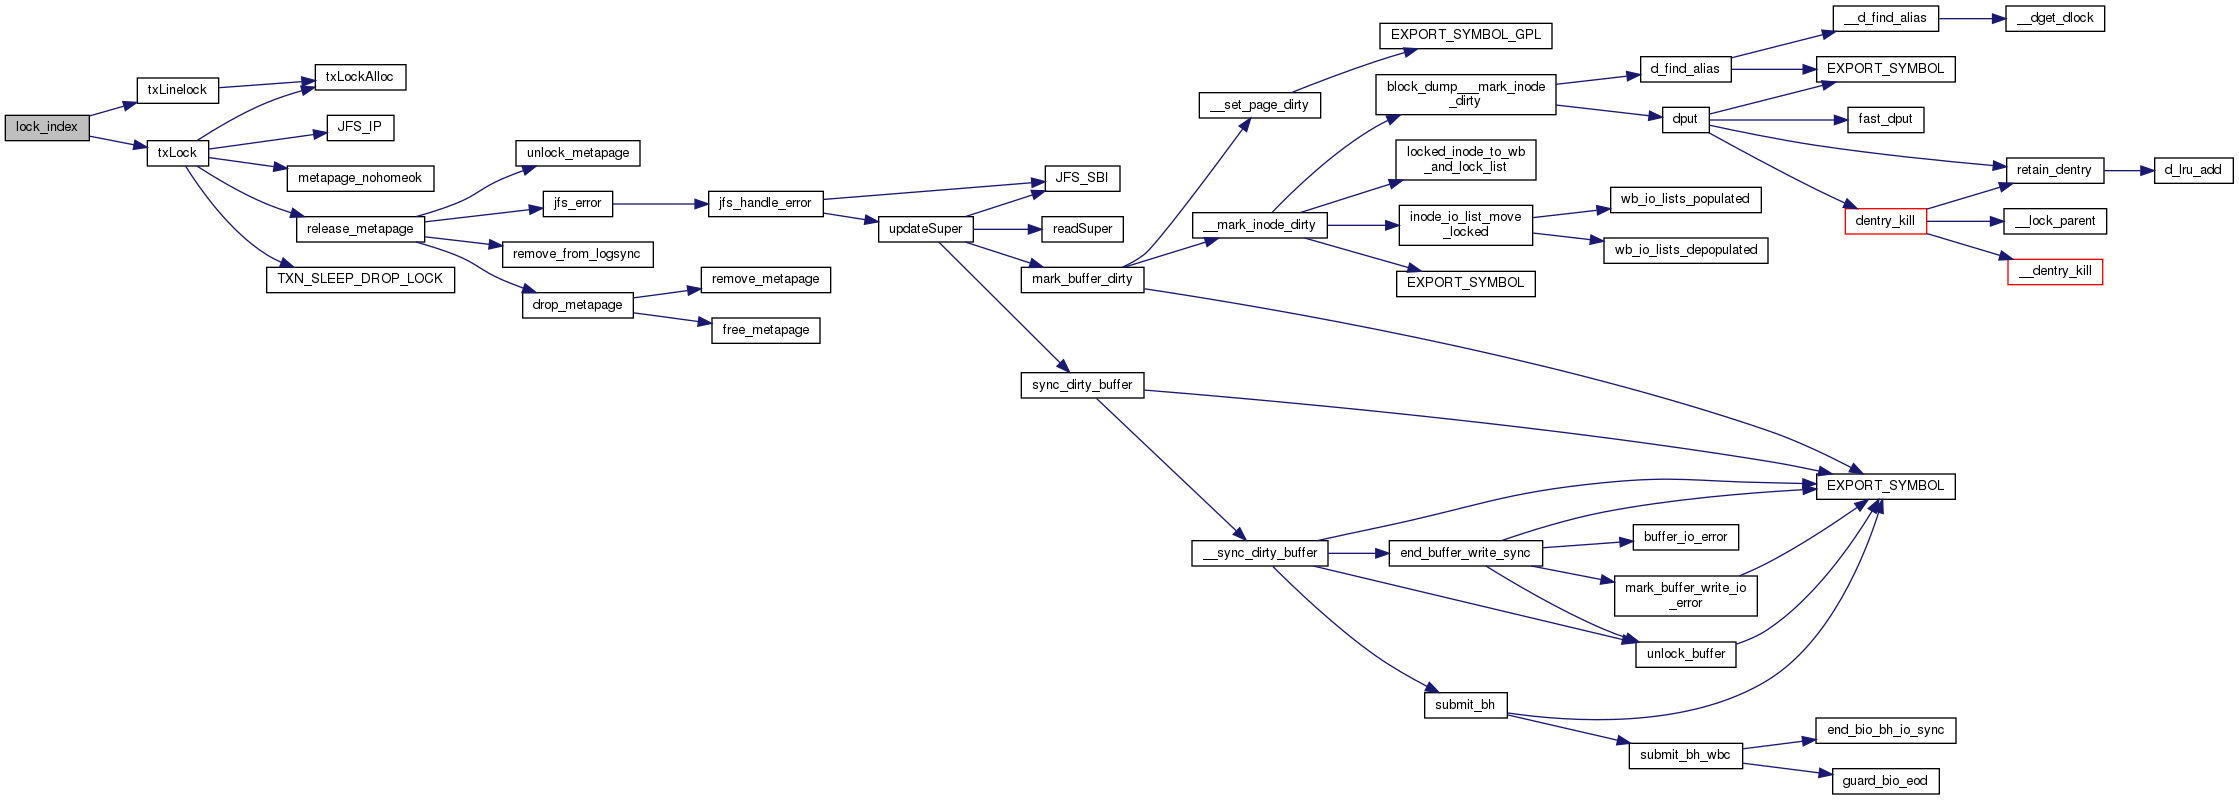 lock_index
txLinelock
txLock
txLockAlloc
JFS_IP
metapage_nohomeok
release_metapage
TXN_SLEEP_DROP_LOCK
unlock_metapage
jfs_error
remove_from_logsync
drop_metapage
remove_metapage
free_metapage
jfs_handle_error
updateSuper
JFS_SBI
readSuper
mark_buffer_dirty
sync_dirty_buffer
__set_page_dirty
__mark_inode_dirty
__sync_dirty_buffer
EXPORT_SYMBOL_GPL
block_dump___mark_inode
_dirty
locked_inode_to_wb
_and_lock_list
inode_io_list_move
_locked
EXPORT_SYMBOL
end_buffer_write_sync
submit_bh
d_find_alias
dput
wb_io_lists_populated
wb_io_lists_depopulated
buffer_io_error
mark_buffer_write_io
_error
unlock_buffer
submit_bh_wbc
__d_find_alias
EXPORT_SYMBOL
fast_dput
dentry_kill
EXPORT_SYMBOL
end_bio_bh_io_sync
guard_bio_eod
__dget_dlock
retain_dentry
__lock_parent
__dentry_kill
d_lru_add